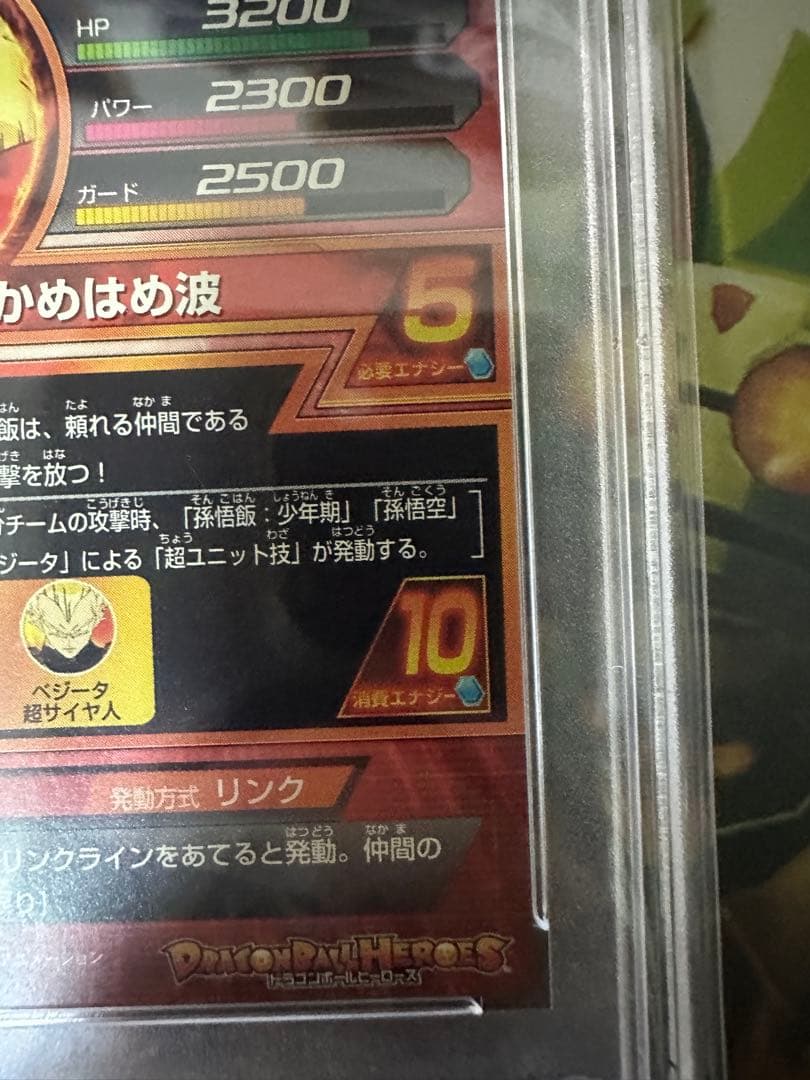 HP 3200
パワー 2300
ガード 2500
かめはめ波
5
必要エナジー
飯は、頼れる仲間である
撃を放つ！
チームの攻撃時、「孫悟飯：少年期」「孫悟空」
ジータ」による「超ユニット技」が発動する。
ベジータ
超サイヤ人
10
消費エナジー
発動方式 リンク
リンクラインをあてると発動。仲間の
り)
DRAGONBALL HEROES
ドラゴンボールヒーローズ